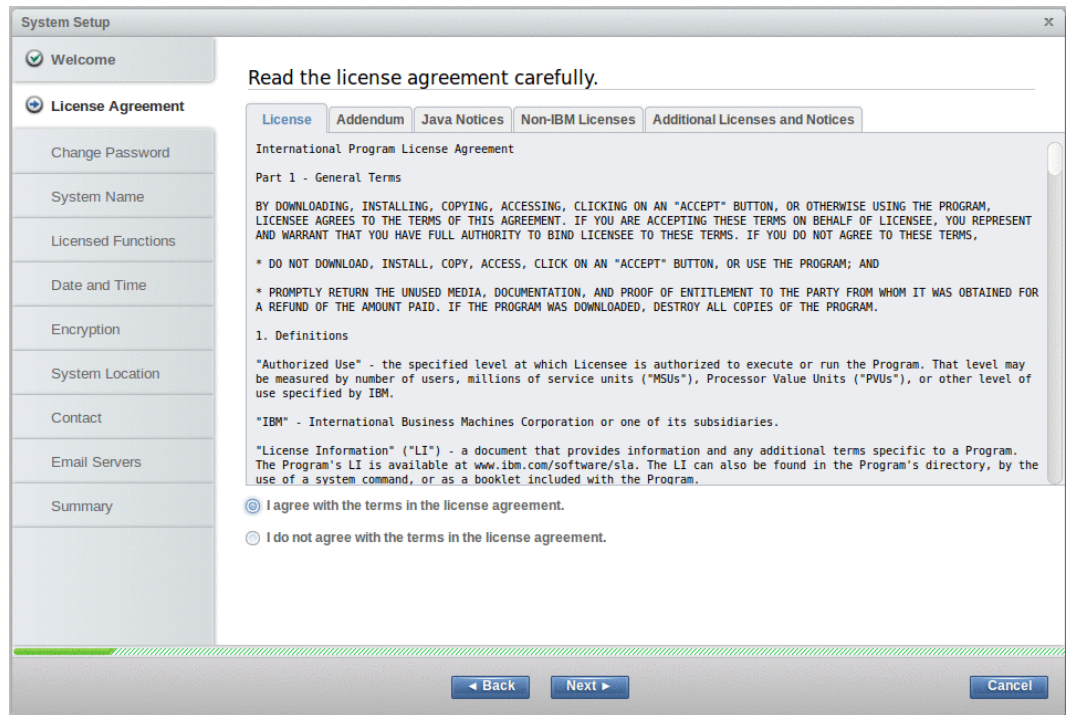 System Setup x
Welcome
License Agreement
Change Password
System Name
Licensed Functions
Date and Time
Encryption
System Location
Contact
Email Servers
Summary
Read the license agreement carefully.
License Addendum Java Notices Non-IBM Licenses Additional Licenses and Notices
International Program License Agreement
Part 1 - General Terms
BY DOWNLOADING, INSTALLING, COPYING, ACCESSING, CLICKING ON AN "ACCEPT" BUTTON, OR OTHERWISE USING THE PROGRAM,
LICENSEE AGREES TO THE TERMS OF THIS AGREEMENT. IF YOU ARE ACCEPTING THESE TERMS ON BEHALF OF LICENSEE, YOU REPRESENT
AND WARRANT THAT YOU HAVE FULL AUTHORITY TO BIND LICENSEE TO THESE TERMS. IF YOU DO NOT AGREE TO THESE TERMS,
* DO NOT DOWNLOAD, INSTALL, COPY, ACCESS, CLICK ON AN "ACCEPT" BUTTON, OR USE THE PROGRAM; AND
* PROMPTLY RETURN THE UNUSED MEDIA, DOCUMENTATION, AND PROOF OF ENTITLEMENT TO THE PARTY FROM WHOM IT WAS OBTAINED FOR
A REFUND OF THE AMOUNT PAID. IF THE PROGRAM WAS DOWNLOADED, DESTROY ALL COPIES OF THE PROGRAM.
1. Definitions
"Authorized Use" - the specified level at which Licensee is authorized to execute or run the Program. That level may
be measured by number of users, millions of service units ("MSUs"), Processor Value Units ("PVUs"), or other level of
use specified by IBM.
"IBM" - International Business Machines Corporation or one of its subsidiaries.
"License Information" ("LI") - a document that provides information and any additional terms specific to a Program.
The Program's LI is available at www.ibm.com/software/sla. The LI can also be found in the Program's directory, by the
use of a system command, or as a booklet included with the Program.
I agree with the terms in the license agreement.
I do not agree with the terms in the license agreement.
◄ Back Next ► Cancel